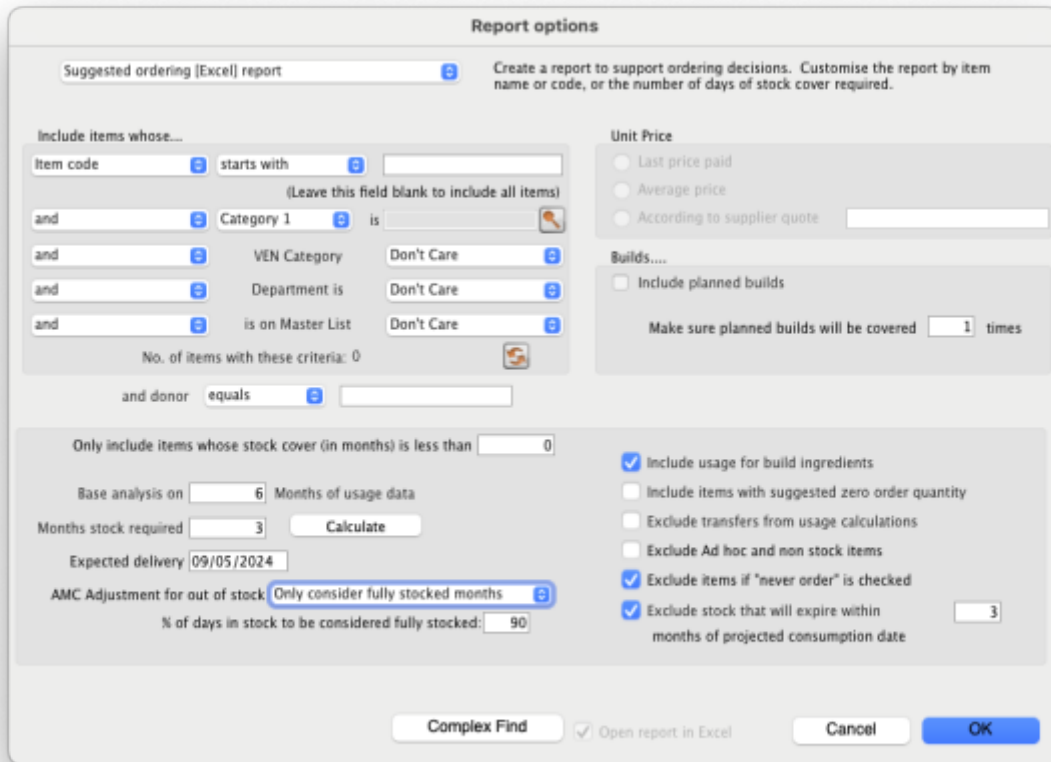 Report options
Suggested ordering [Excel] report
Create a report to support ordering decisions. Customise the report by item
name or code, or the number of days of stock cover required.
Include items whose....
Item code starts with
(Leave this field blank to include all items)
and Category 1 is
and VEN Category Don't Care
and Department is Don't Care
and is on Master List Don't Care
No. of items with these criteria: 0
and donor equals
Unit Price
Last price paid
Average price
According to supplier quote
Builds....
Include planned builds
Make sure planned builds will be covered 1 times
Only include items whose stock cover (in months) is less than 0
Base analysis on 6 Months of usage data
Months stock required 3 Calculate
Expected delivery 09/05/2024
AMC Adjustment for out of stock Only consider fully stocked months
% of days in stock to be considered fully stocked: 90
Include usage for build ingredients
Include items with suggested zero order quantity
Exclude transfers from usage calculations
Exclude Ad hoc and non stock items
Exclude items if "never order" is checked
Exclude stock that will expire within 3
months of projected consumption date
Complex Find Open report in Excel Cancel OK